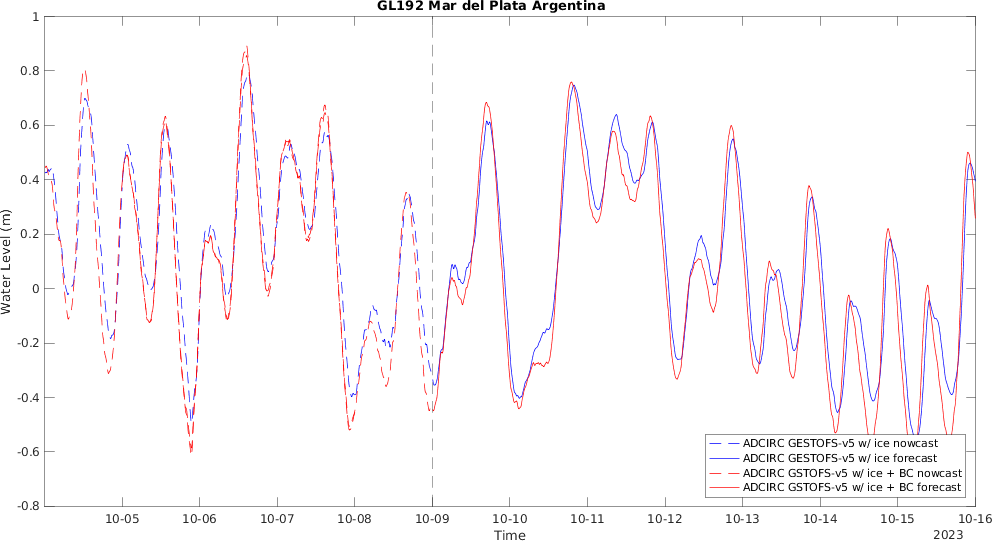 GL192 Mar del Plata Argentina
1
0.8
0.6
0.4
0.2
0
-0.2
-0.4
-0.6
-0.8
Water Level (m)
10-05 10-06 10-07 10-08 10-09 10-10 10-11 10-12 10-13 10-14 10-15 10-16
Time
2023
ADCIRC GESTOFS-v5 w/ ice nowcast
ADCIRC GESTOFS-v5 w/ ice forecast
ADCIRC GSTOFS-v5 w/ ice + BC nowcast
ADCIRC GSTOFS-v5 w/ ice + BC forecast